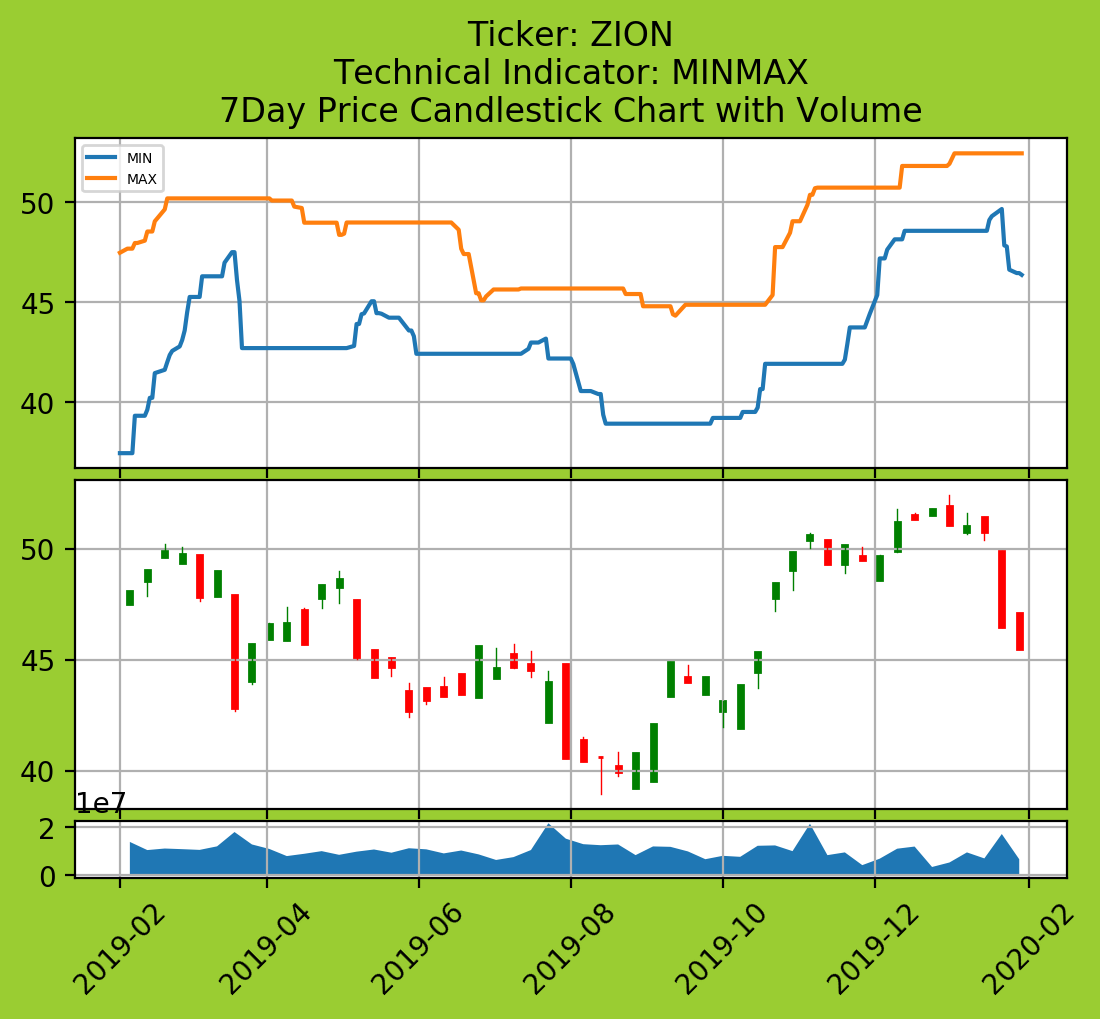 Ticker: ZION
Technical Indicator: MINMAX
7Day Price Candlestick Chart with Volume
MIN
MAX
50
45
40
50
45
40
1e7
2
0
2019-02
2019-04
2019-06
2019-08
2019-10
2019-12
2020-02